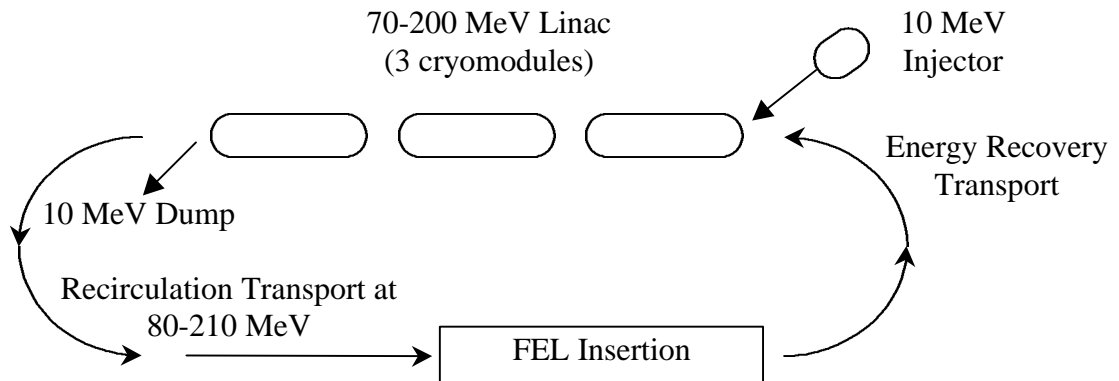 70-200 MeV Linac
(3 cryomodules)
10 MeV
Injector
Energy Recovery
Transport
10 MeV Dump
Recirculation Transport at
80-210 MeV
FEL Insertion